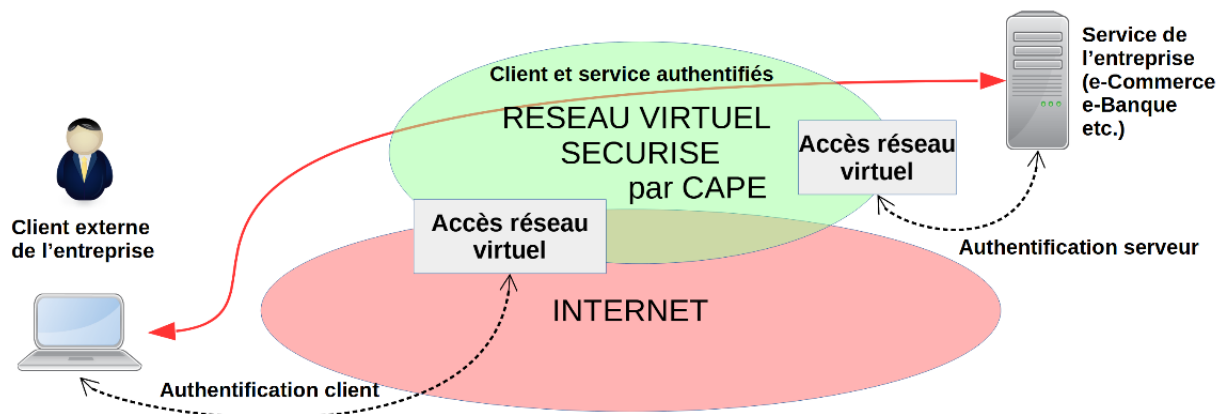 Service de
l'entreprise
(e-Commerce
e-Banque
etc.)
Client et service authentifiés
RESEAU VIRTUEL
SECURISE
par CAPE
Accès réseau
virtuel
Accès réseau
virtuel
Client externe
de l'entreprise
Authentification serveur
INTERNET
Authentification client